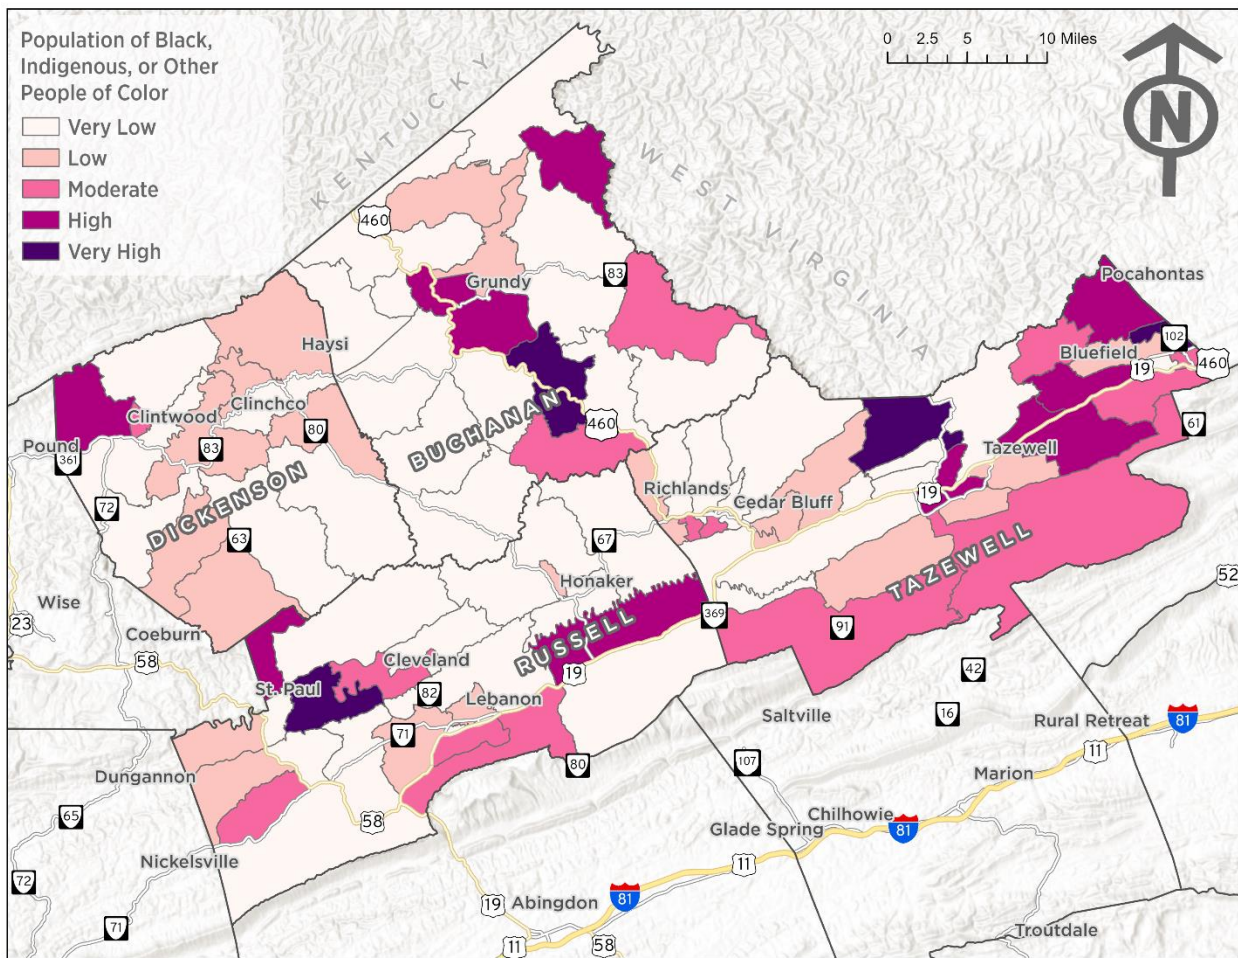 Population of Black,
Indigenous, or Other
People of Color
Very Low
Low
Moderate
High
Very High
0 2.5 5 10 Miles
N
KENTUCKY
WEST VIRGINIA
460
Grundy
83
Pocahontas
102
Bluefield
19
460
Haysi
Clinchco
Clintwood
80
83
Pound
361
72
BUCHANAN
460
61
Tazewell
19
Richlands
Cedar Bluff
DICKENSON
63
67
Honaker
TAZEWELL
52
Wise
23
Coeburn
58
RUSSELL
369
91
Cleveland
19
42
St. Paul
82
Lebanon
71
16
Saltville
Rural Retreat
81
11
80
107
Dungannon
Marion
65
58
Chilhowie
81
Glade Spring
11
Nickelsville
72
71
19
Abingdon
81
11
58
Troutdale